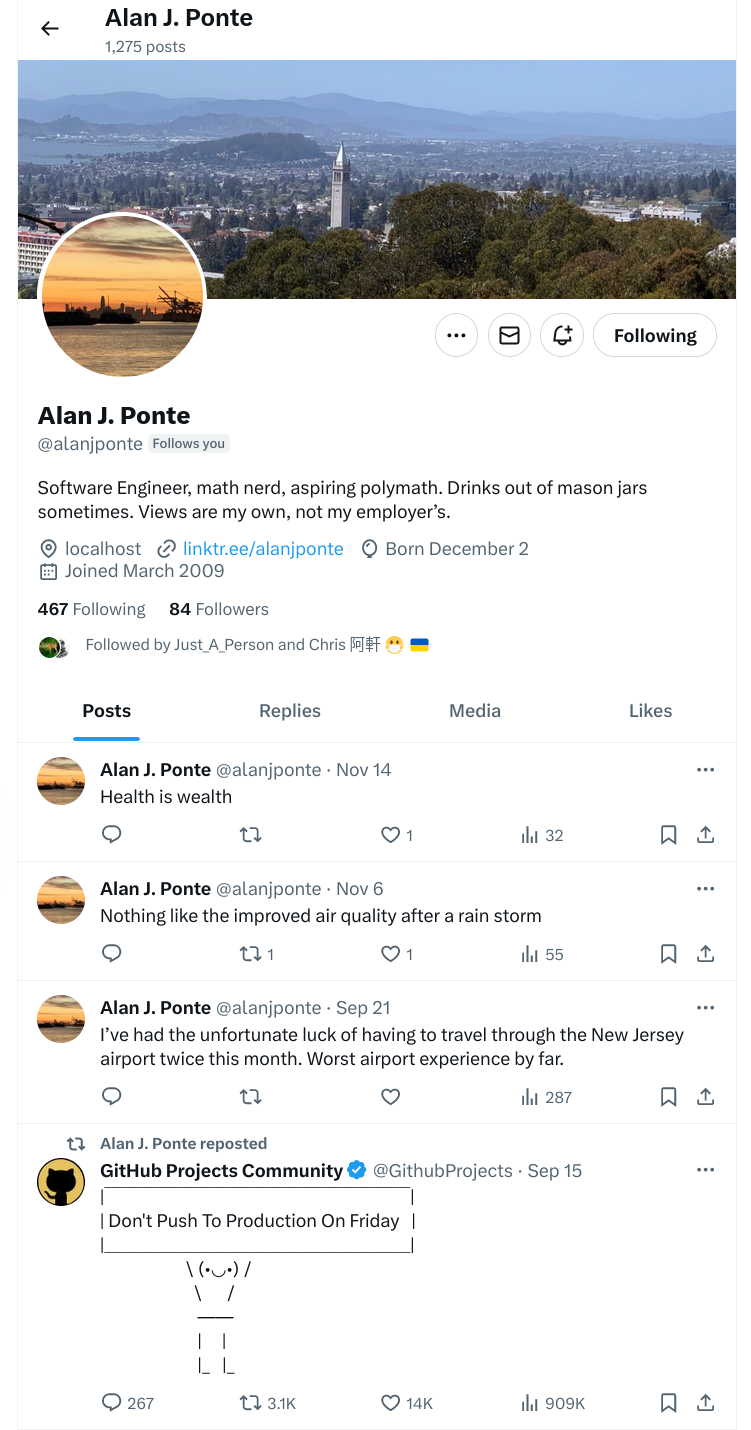 Alan J. Ponte
1,275 posts
Following
Alan J. Ponte
@alanjponte Follows you
Software Engineer, math nerd, aspiring polymath. Drinks out of mason jars
sometimes. Views are my own, not my employer’s.
localhost linktr.ee/alanjponte Born December 2
Joined March 2009
467 Following 84 Followers
Followed by Just_A_Person and Chris 阿軒😷 🇺🇦
Posts Replies Media Likes
Alan J. Ponte @alanjponte · Nov 14
Health is wealth
1 32
Alan J. Ponte @alanjponte · Nov 6
Nothing like the improved air quality after a rain storm
1 1 55
Alan J. Ponte @alanjponte · Sep 21
I’ve had the unfortunate luck of having to travel through the New Jersey
airport twice this month. Worst airport experience by far.
287
Alan J. Ponte reposted
GitHub Projects Community @GithubProjects · Sep 15
|￣￣￣￣￣￣￣￣￣￣￣￣￣￣|
| Don't Push To Production On Friday |
|______________________________|
\ (•◡•) /
\ /
——
| |
|_ |_
267 3.1K 14K 909K